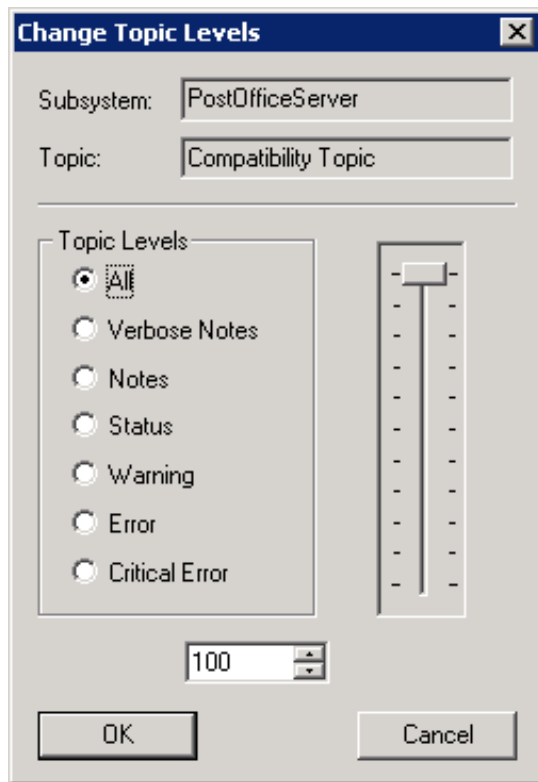 Change Topic Levels
Subsystem: PostOfficeServer
Topic: Compatibility Topic
Topic Levels
All
Verbose Notes
Notes
Status
Warning
Error
Critical Error
100
OK Cancel